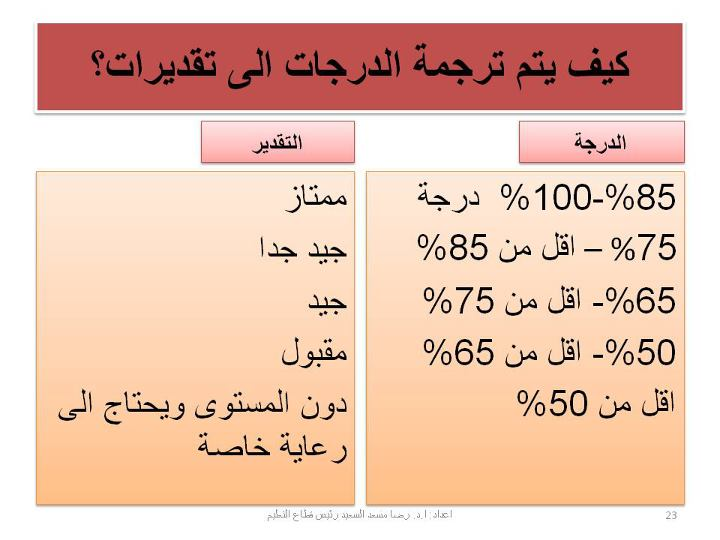 كيف يتم ترجمة الدرجات الى تقديرات؟
الدرجة
85%-100% درجة
75% – اقل من 85%
65%- اقل من 75%
50%- اقل من 65%
اقل من 50%
التقدير
ممتاز
جيد جدا
جيد
مقبول
دون المستوى ويحتاج الى
رعاية خاصة
اعداد: ا.د. رضا مسعد السعيد رئيس قطاع التعليم
23